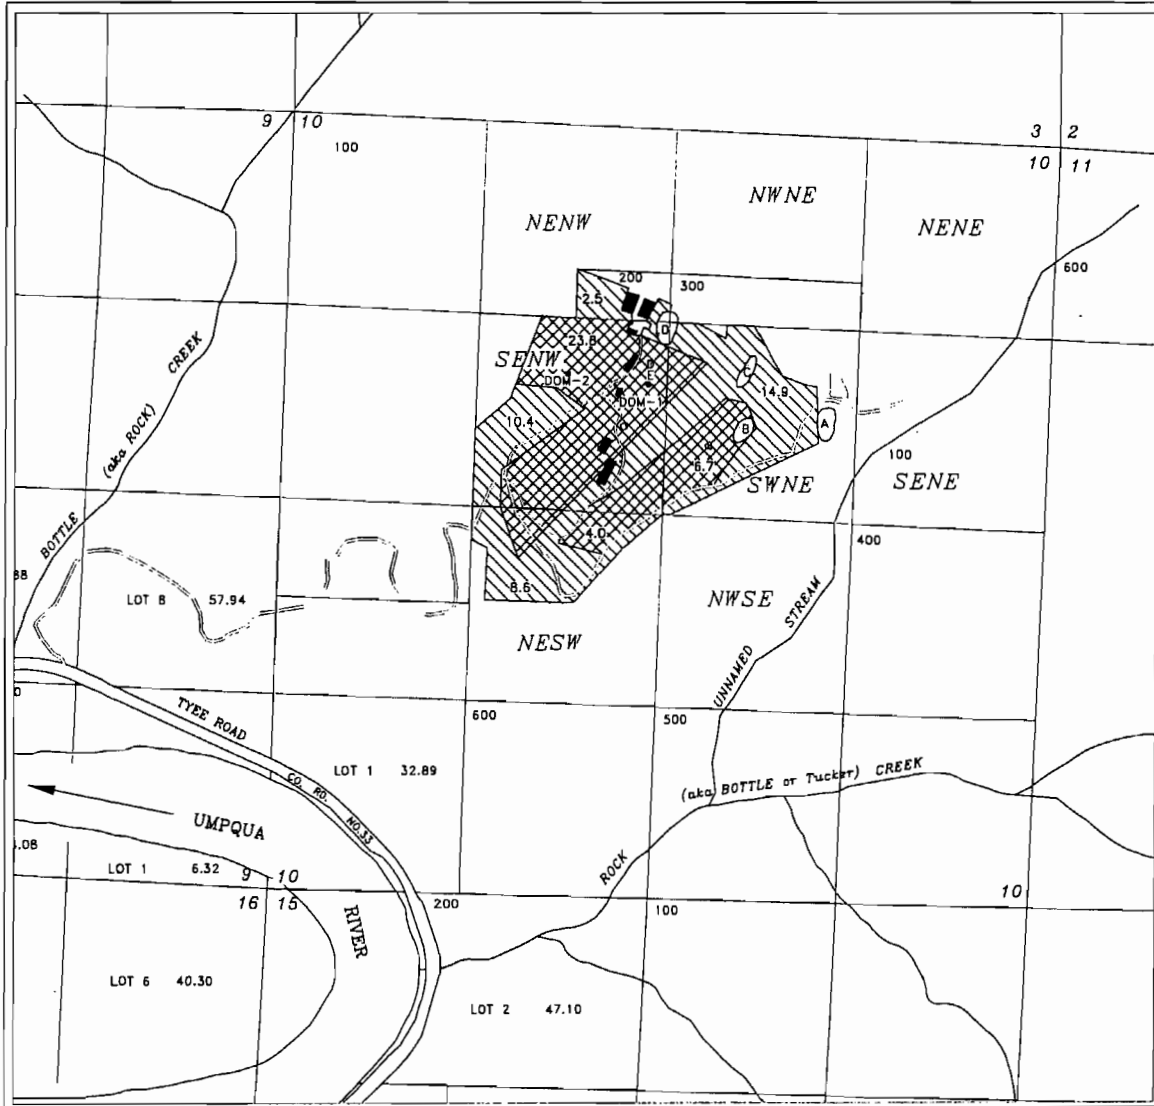 9 10
3 2
10 11
100
NWNE
NENW
NENE
200
300
600
2.5
23.8
SENW
DOM-2
DOM-1
D
C
B
A
E
14.9
10.4
6.7
SWNE
SENE
100
4.0
400
8.6
BOTTLE (aka ROCK) CREEK
88
LOT 8 57.94
NESW
NWSE
UNNAMED STREAM
600
500
TYEE ROAD
CO. RD. NO.33
LOT 1 32.89
ROCK (aka BOTTLE or Tucker) CREEK
UMPQUA RIVER
.08
LOT 1 6.32
9 10
16 15
200
100
10
LOT 6 40.30
LOT 2 47.10